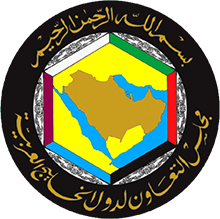 بسم الله الرحمن الرحيم
مجلس التعاون لدول الخليج العربية